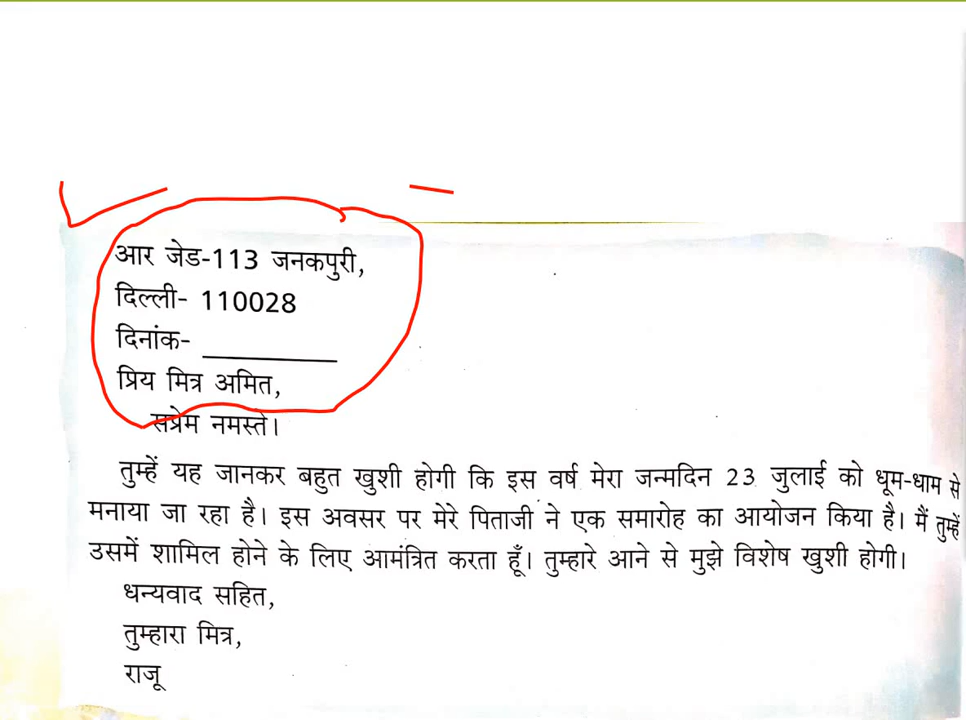 आर जेड-113 जनकपुरी,
दिल्ली- 110028
दिनांक- ____________
प्रिय मित्र अमित,
सप्रेम नमस्ते।
तुम्हें यह जानकर बहुत खुशी होगी कि इस वर्ष मेरा जन्मदिन 23 जुलाई को धूम-धाम से
मनाया जा रहा है। इस अवसर पर मेरे पिताजी ने एक समारोह का आयोजन किया है। मैं तुम्हें
उसमें शामिल होने के लिए आमंत्रित करता हूँ। तुम्हारे आने से मुझे विशेष खुशी होगी।
धन्यवाद सहित,
तुम्हारा मित्र,
राजू